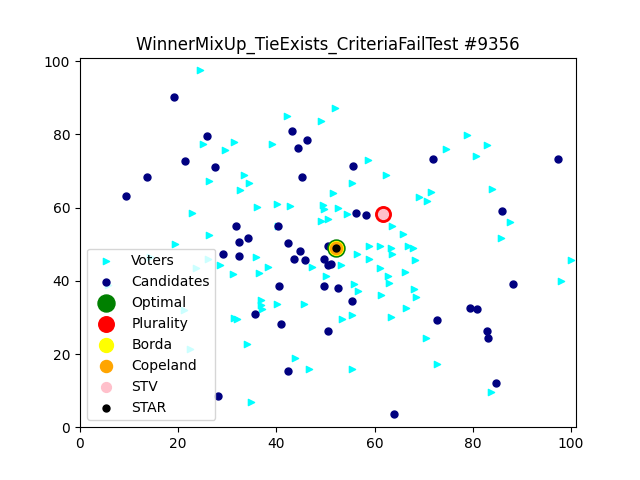 WinnerMixUp_TieExists_CriteriaFailTest #9356
100
80
60
40
20
0
Voters
Candidates
Optimal
Plurality
Borda
Copeland
STV
STAR
0 20 40 60 80 100